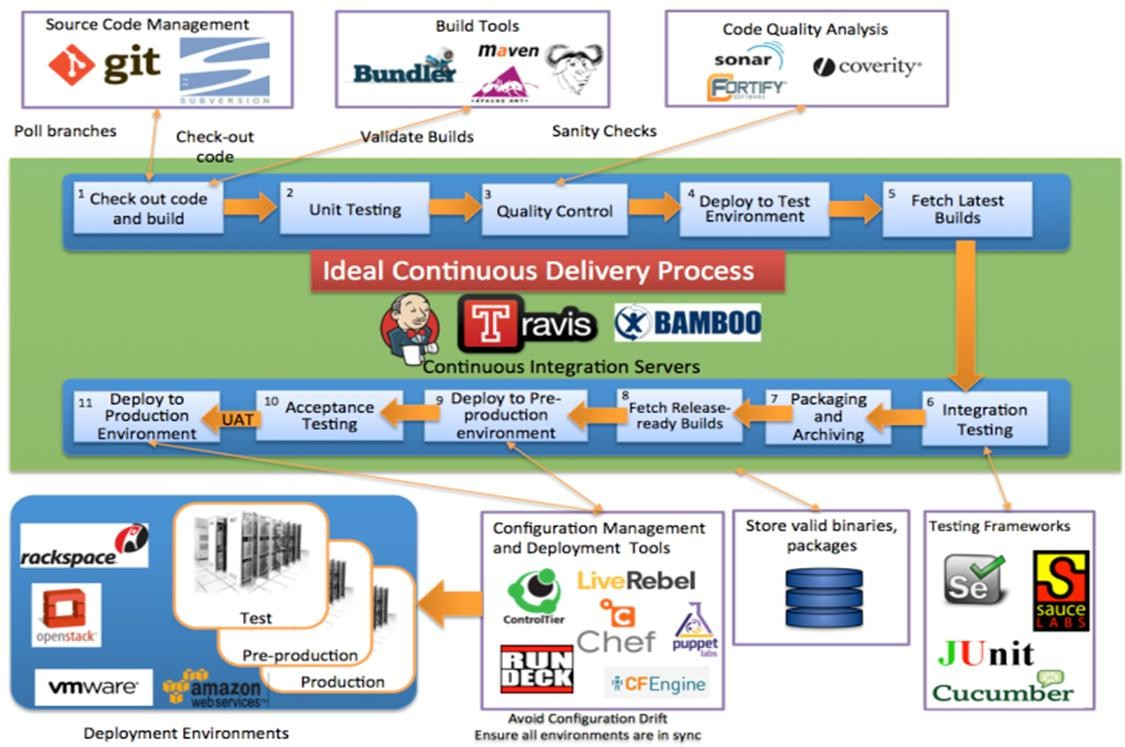 Source Code Management
git
SUBVERSION
Build Tools
Bundler
maven
APACHE ANT
Code Quality Analysis
sonar
FORTIFY
SOFTWARE
coverity
Poll branches
Check-out
code
Validate Builds
Sanity Checks
1 Check out code
and build
2 Unit Testing
3 Quality Control
4 Deploy to Test
Environment
5 Fetch Latest
Builds
Ideal Continuous Delivery Process
Travis
BAMBOO
Continuous Integration Servers
11 Deploy to
Production
Environment
UAT
10 Acceptance
Testing
9 Deploy to Pre-
production
environment
8 Fetch Release-
ready Builds
7 Packaging
and
Archiving
6 Integration
Testing
rackspace
openstack
vmware
amazon
webservices
Test
Pre-production
Production
Deployment Environments
Configuration Management
and Deployment Tools
ControlTier
LiveRebel
Chef
puppet
labs
RUN
DECK
CFEngine
Avoid Configuration Drift
Ensure all environments are in sync
Store valid binaries,
packages
Testing Frameworks
Se
SAUCE
LABS
JUnit
Cucumber